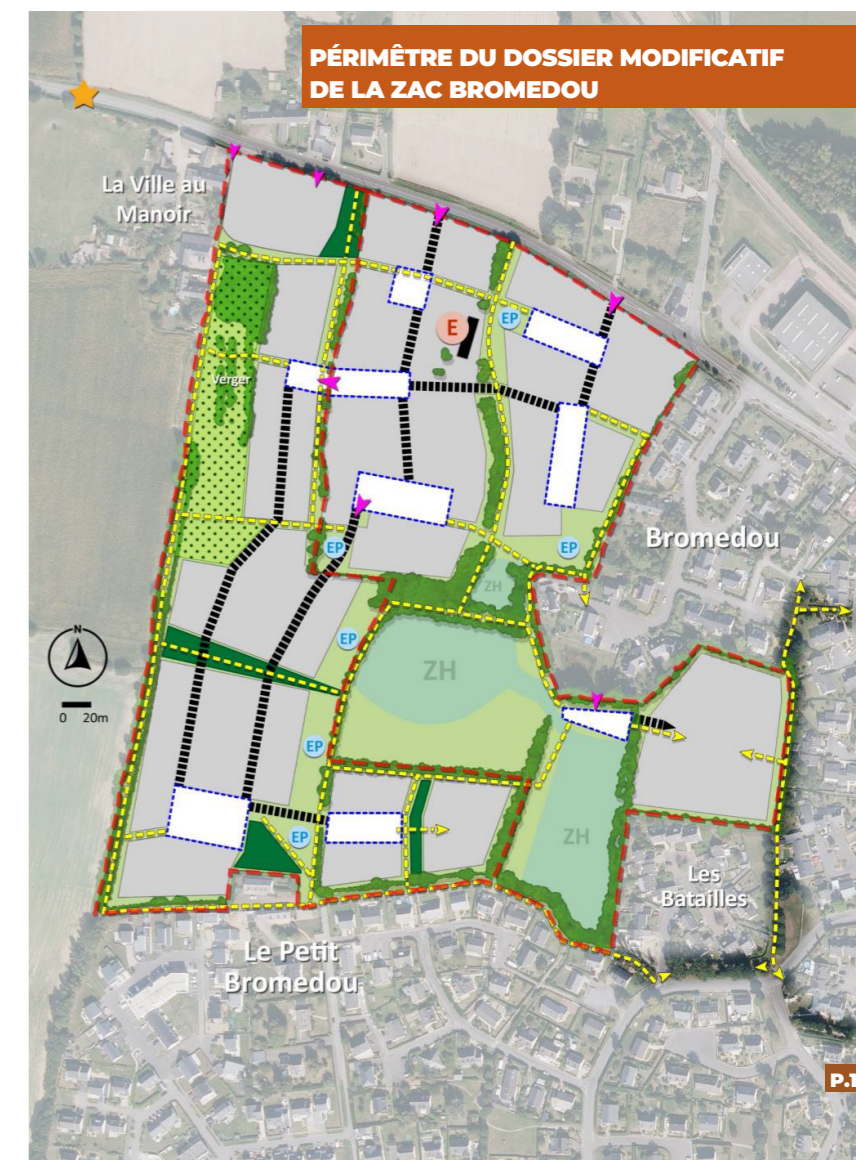 PÉRIMÊTRE DU DOSSIER MODIFICATIF
DE LA ZAC BROMEDOU
La Ville au
Manoir
E
EP
Verger
Bromedou
EP
EP
ZH
N
0 20m
EP
ZH
EP
EP
ZH
Les
Batailles
Le Petit
Bromedou
P.1